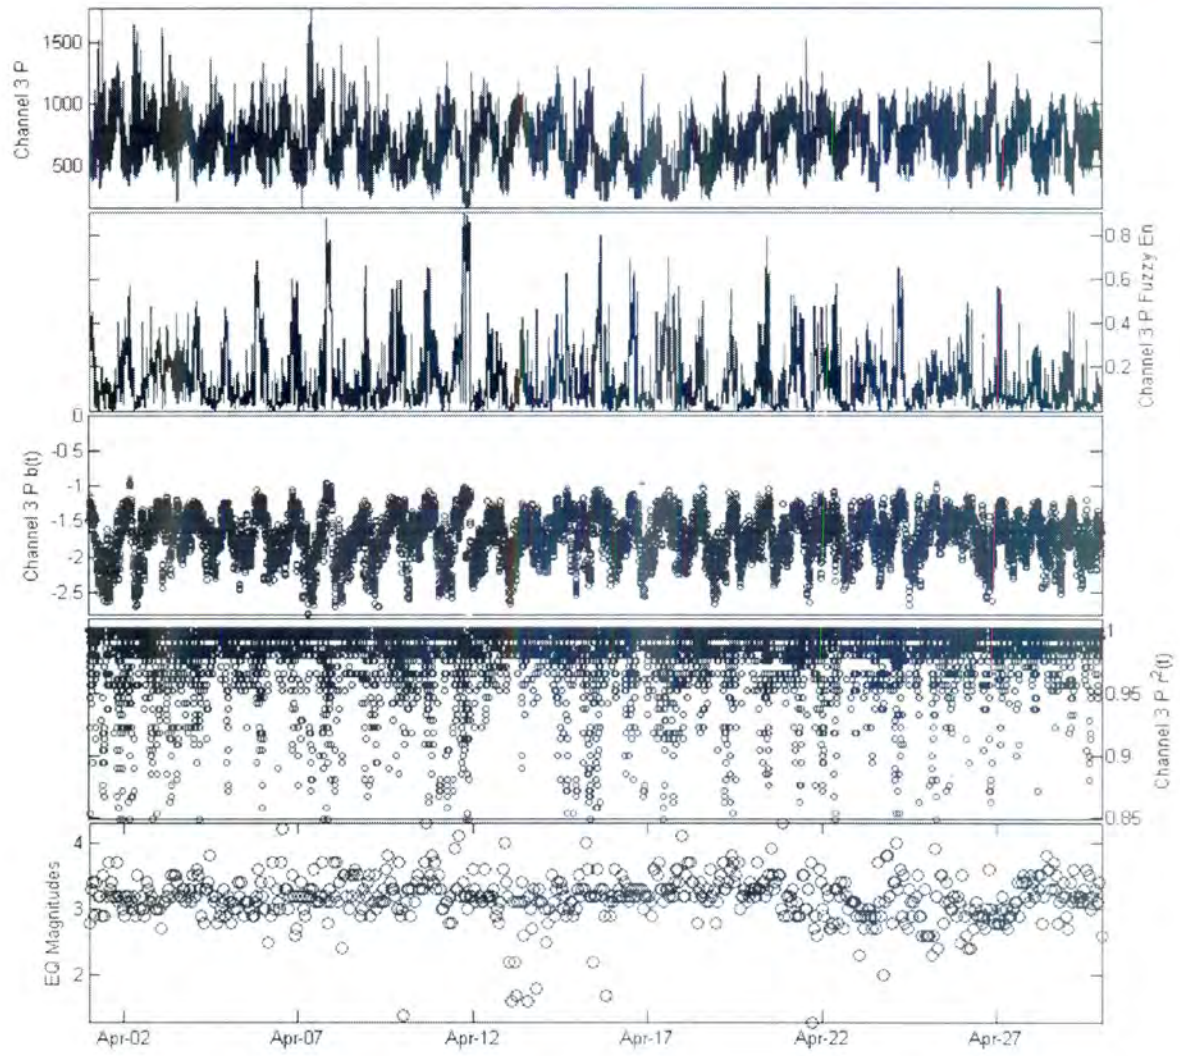 Channel 3 P
1500
1000
500
Channel 3 P Fuzzy En
0.8
0.6
0.4
0.2
Channel 3 P b(t)
0
-0.5
-1
-1.5
-2
-2.5
Channel 3 P r²(t)
1
0.95
0.9
0.85
EQ Magnitudes
4
3
2
Apr-02
Apr-07
Apr-12
Apr-17
Apr-22
Apr-27